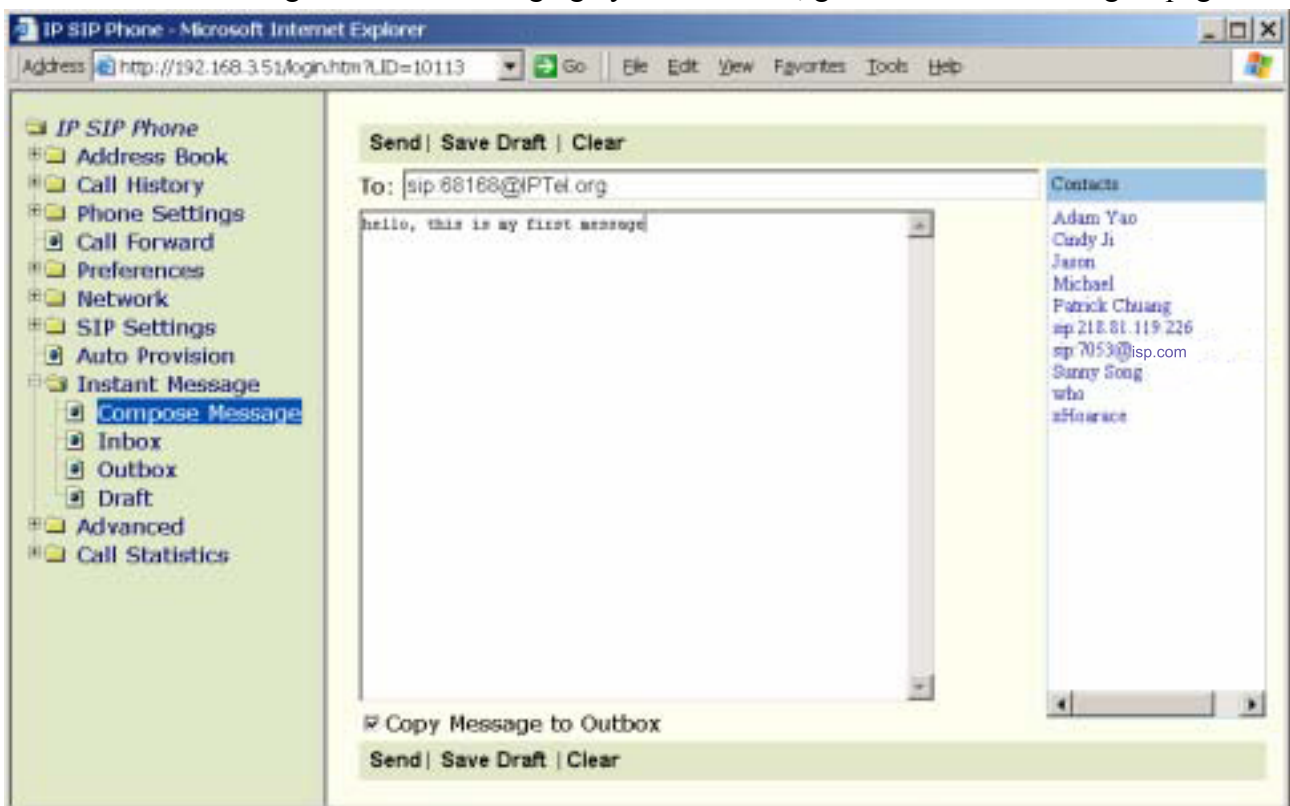 IP SIP Phone - Microsoft Internet Explorer
Address http://192.168.3.51/login.htm?LID=10113 Go File Edit View Favorites Tools Help
IP SIP Phone
Address Book
Call History
Phone Settings
Call Forward
Preferences
Network
SIP Settings
Auto Provision
Instant Message
Compose Message
Inbox
Outbox
Draft
Advanced
Call Statistics
Send | Save Draft | Clear
To: sip:68168@IPTel.org
hello, this is my first message
Copy Message to Outbox
Send | Save Draft | Clear
Contacts
Adam Yao
Cindy Ji
Jason
Michael
Patrick Chuang
sip:218.81.119.226
sip:7053@isp.com
Sunny Song
who